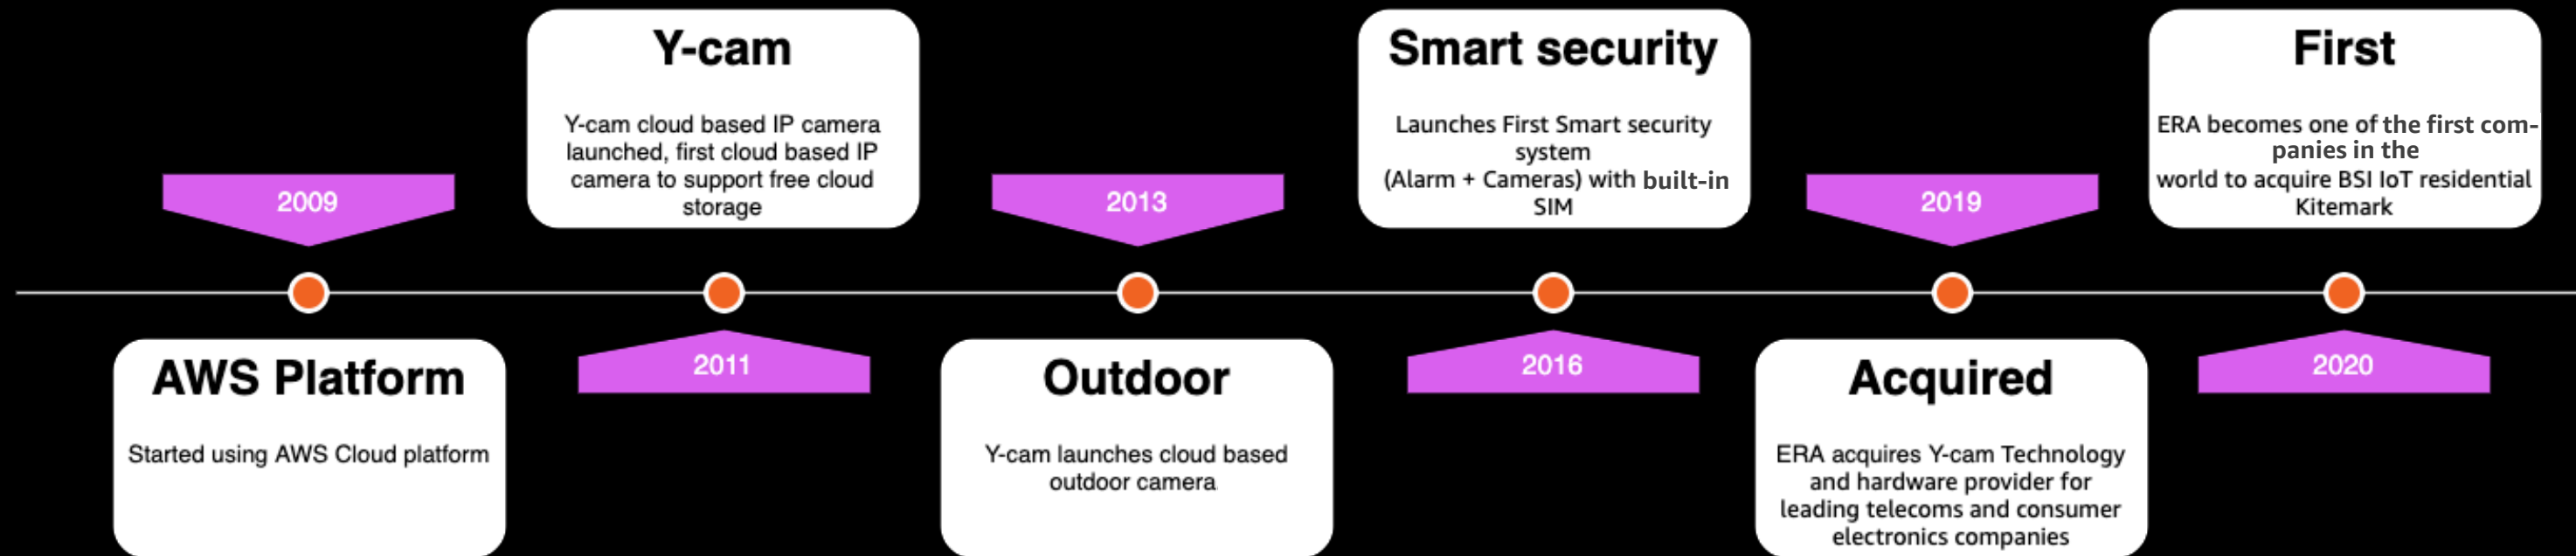 2009
AWS Platform
Started using AWS Cloud platform
Y-cam
Y-cam cloud based IP camera
launched, first cloud based IP
camera to support free cloud
storage
2011
2013
Outdoor
Y-cam launches cloud based
outdoor camera
Smart security
Launches First Smart security
system
(Alarm + Cameras) with built-in
SIM
2016
2019
Acquired
ERA acquires Y-cam Technology
and hardware provider for
leading telecoms and consumer
electronics companies
First
ERA becomes one of the first com-
panies in the
world to acquire BSI IoT residential
Kitemark
2020